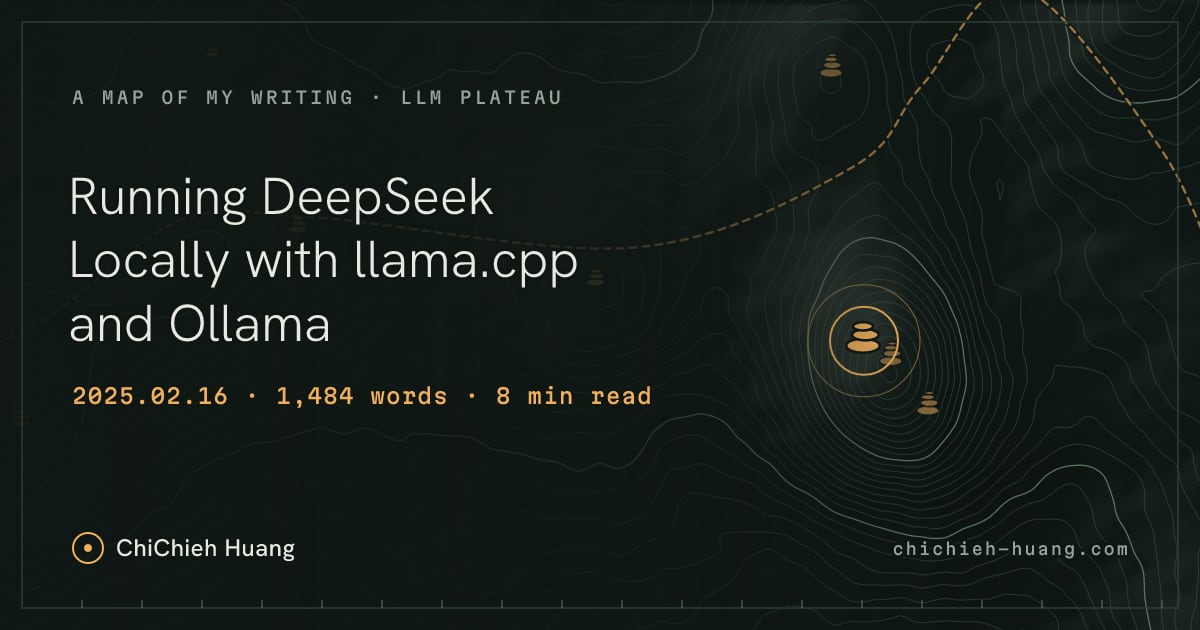 A MAP OF MY WRITING · LLM PLATEAU
Running DeepSeek
Locally with llama.cpp
and Ollama
2025.02.16 · 1,484 words · 8 min read
ChiChieh Huang
chichieh-huang.com